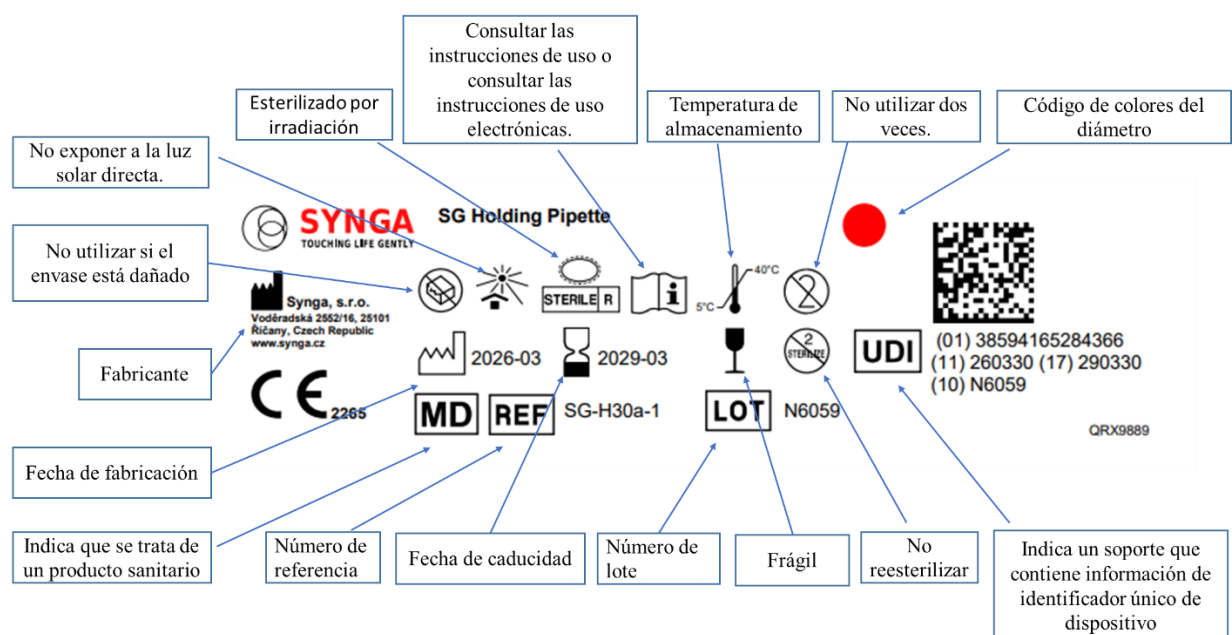 Consultar las
instrucciones de uso o
consultar las
instrucciones de uso
electrónicas.
Esterilizado por
irradiación
Temperatura de
almacenamiento
No utilizar dos
veces.
Código de colores del
diámetro
No exponer a la luz
solar directa.
No utilizar si el
envase está dañado
Fabricante
Fecha de fabricación
SYNGA
TOUCHING LIFE GENTLY
SG Holding Pipette
Synga, s.r.o.
Voděradská 2552/16, 25101
Říčany, Czech Republic
www.synga.cz
STERILE R
i
5°C
40°C
2
2026-03
2029-03
2
STERILIZE
UDI
(01) 38594165284366
(11) 260330 (17) 290330
(10) N6059
CE 2265
MD
REF
SG-H30a-1
LOT
N6059
QRX9889
Indica que se trata de
un producto sanitario
Número de
referencia
Fecha de caducidad
Número de
lote
Frágil
No
reesterilizar
Indica un soporte que
contiene información de
identificador único de
dispositivo